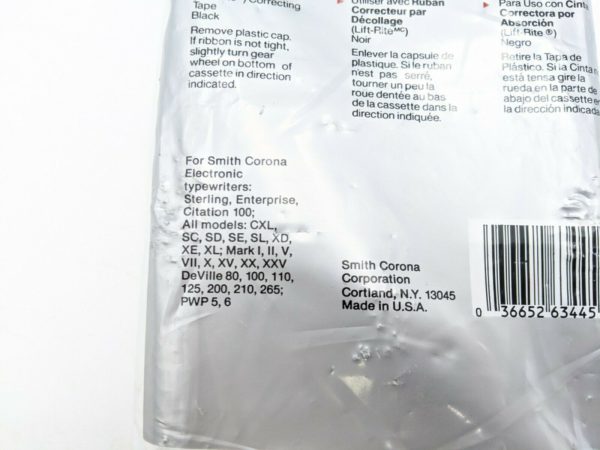 Correcting
Tape
Black
Remove plastic cap.
If ribbon is not tight,
slightly turn gear
wheel on bottom of
cassette in direction
indicated.
Utiliser avec Ruban
Correcteur par
Décollage
(Lift-Rite MC)
Noir
Enlever la capsule de
plastique. Si le ruban
n'est pas serré,
tourner un peu la
roue dentée au bas
de la cassette dans la
direction indiquée.
Para Uso con Cint
Correctora por
Absorción
(Lift-Rite ®)
Negro
Retire la Tapa de
Plástico. Si la Cinta n
está tensa gire la
rueda en la parte de
abajo del cassette e
la dirección indicada
For Smith Corona
Electronic
typewriters:
Sterling, Enterprise,
Citation 100;
All models: CXL,
SC, SD, SE, SL, XD,
XE, XL; Mark I, II, V,
VII, X, XV, XX, XXV
DeVille 80, 100, 110,
125, 200, 210, 265;
PWP 5, 6
Smith Corona
Corporation
Cortland, N.Y. 13045
Made in U.S.A.
0 36652 63445